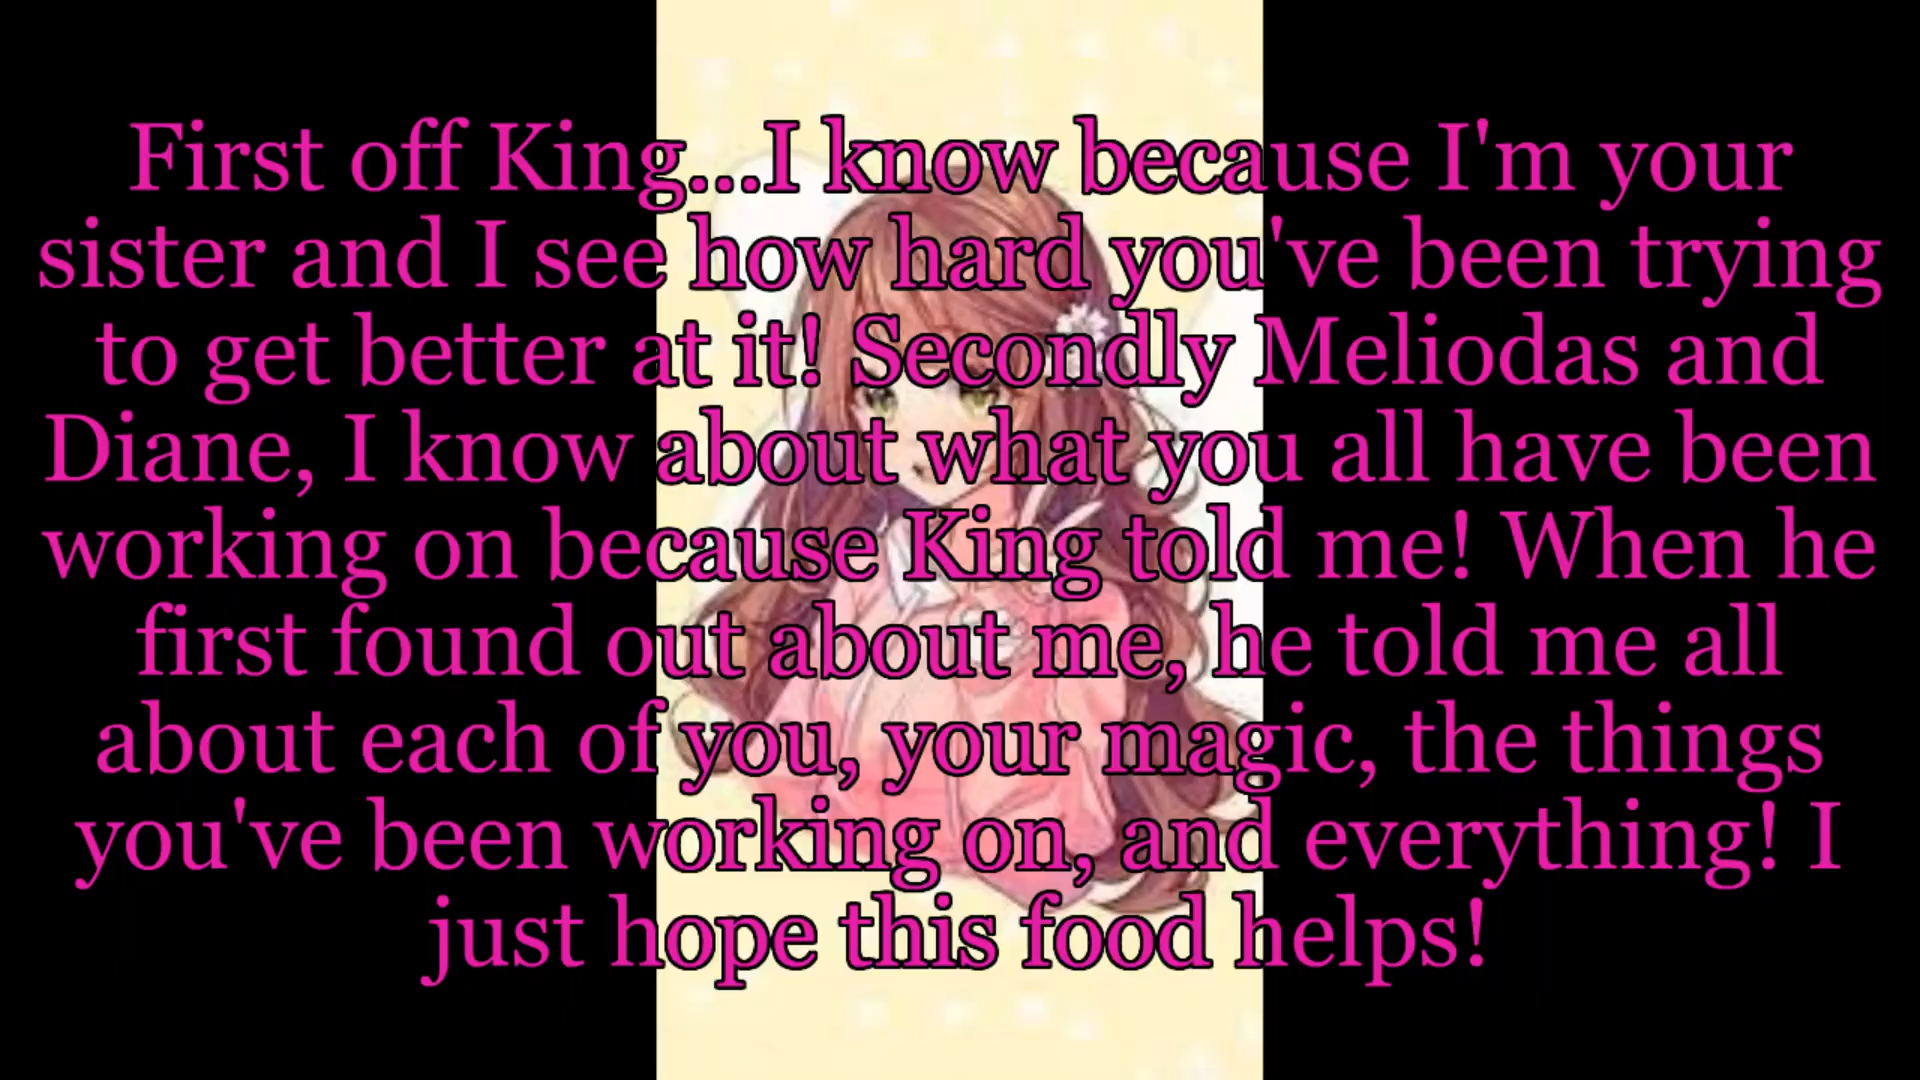 First off King...I know because I'm your
sister and I see how hard you've been trying
to get better at it! Secondly Meliodas and
Diane, I know about what you all have been
working on because King told me! When he
first found out about me, he told me all
about each of you, your magic, the things
you've been working on, and everything! I
just hope this food helps!